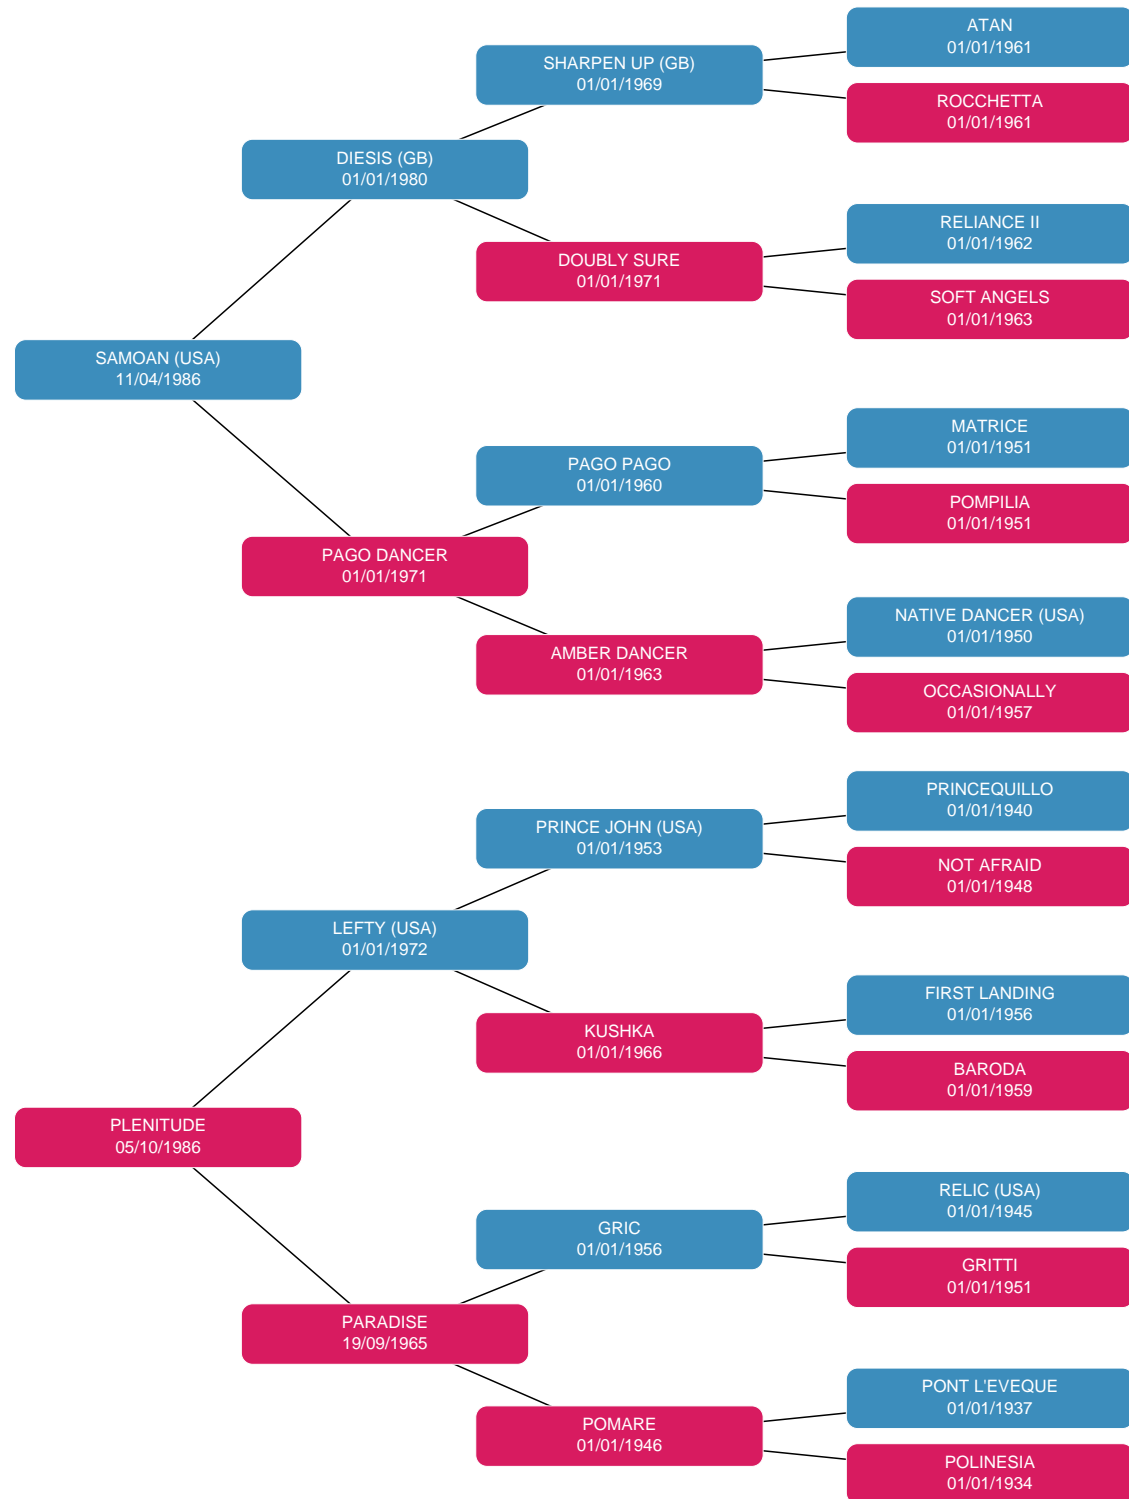 ATAN
01/01/1961
SHARPEN UP (GB)
01/01/1969
ROCCHETTA
01/01/1961
DIESIS (GB)
01/01/1980
RELIANCE II
01/01/1962
DOUBLY SURE
01/01/1971
SOFT ANGELS
01/01/1963
SAMOAN (USA)
11/04/1986
MATRICE
01/01/1951
PAGO PAGO
01/01/1960
POMPILIA
01/01/1951
PAGO DANCER
01/01/1971
NATIVE DANCER (USA)
01/01/1950
AMBER DANCER
01/01/1963
OCCASIONALLY
01/01/1957
PRINCEQUILLO
01/01/1940
PRINCE JOHN (USA)
01/01/1953
NOT AFRAID
01/01/1948
LEFTY (USA)
01/01/1972
FIRST LANDING
01/01/1956
KUSHKA
01/01/1966
BARODA
01/01/1959
PLENITUDE
05/10/1986
RELIC (USA)
01/01/1945
GRIC
01/01/1956
GRITTI
01/01/1951
PARADISE
19/09/1965
PONT L'EVEQUE
01/01/1937
POMARE
01/01/1946
POLINESIA
01/01/1934